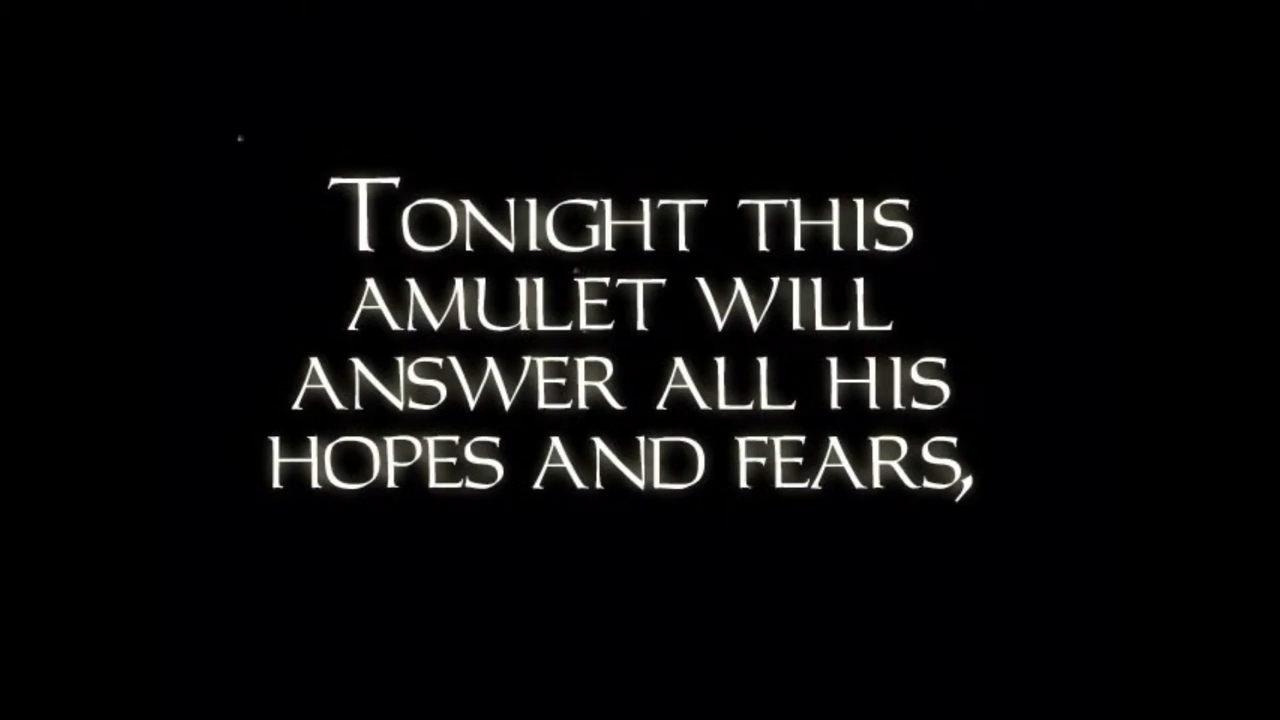 TONIGHT THIS
AMULET WILL
ANSWER ALL HIS
HOPES AND FEARS,